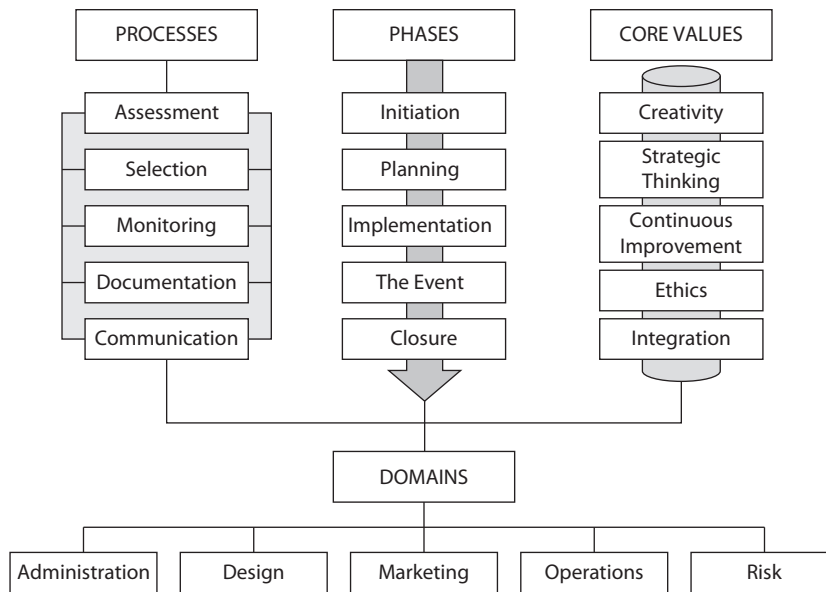 PROCESSES
Assessment
Selection
Monitoring
Documentation
Communication
PHASES
Initiation
Planning
Implementation
The Event
Closure
CORE VALUES
Creativity
Strategic
Thinking
Continuous
Improvement
Ethics
Integration
DOMAINS
Administration
Design
Marketing
Operations
Risk